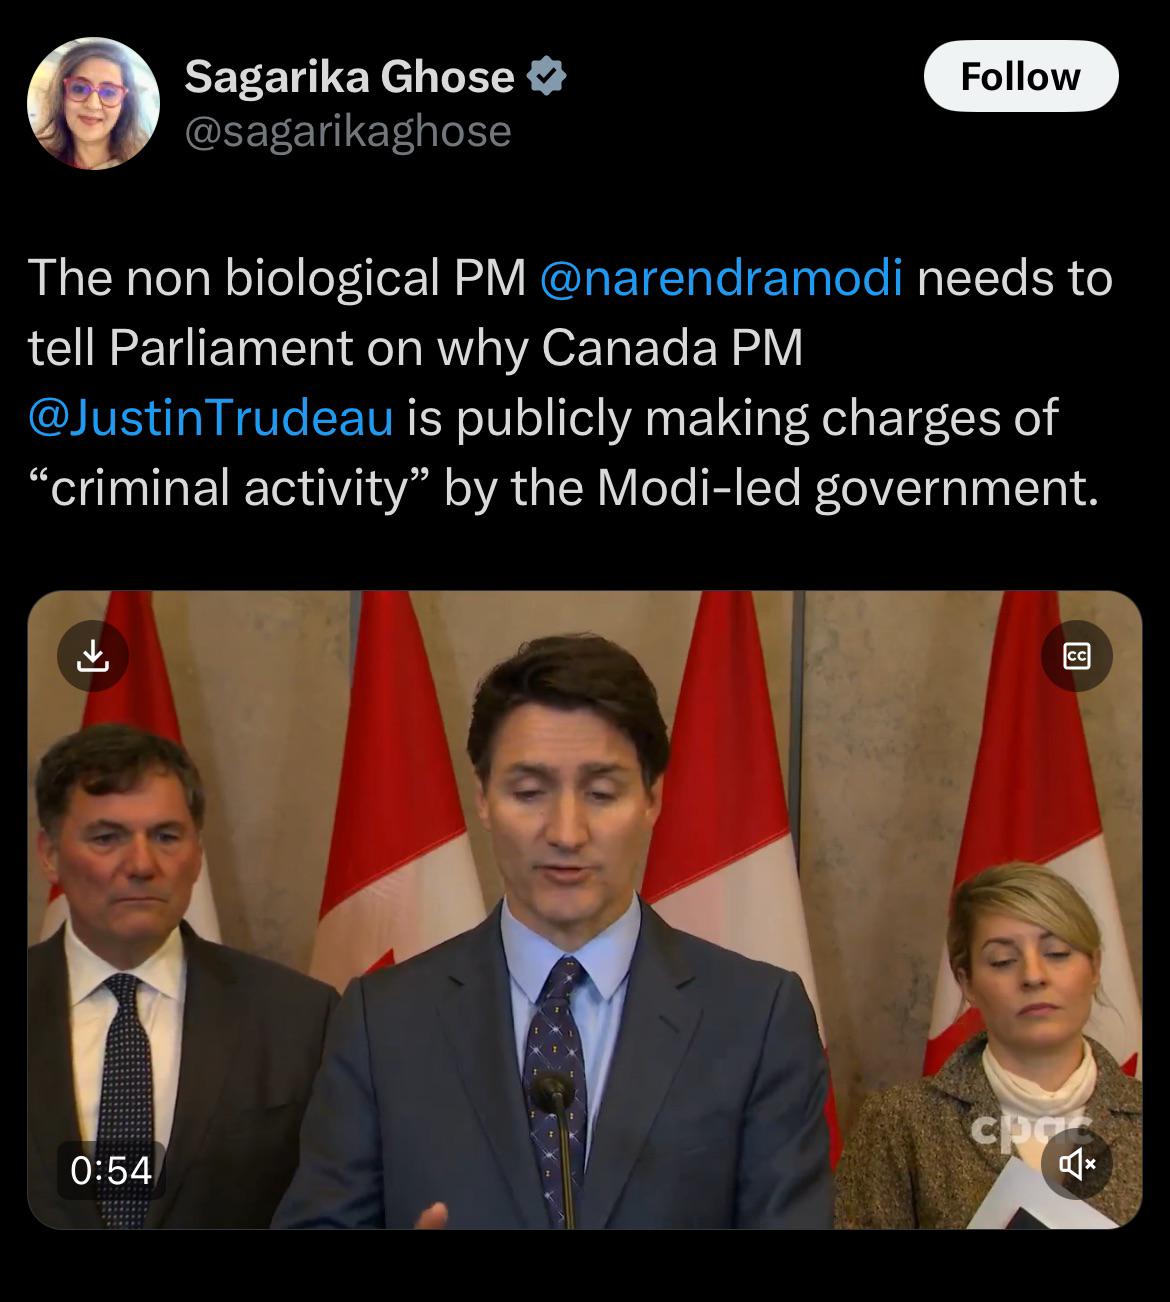 Sagarika Ghose
Follow
@sagarikaghose
The non biological PM @narendramodi needs to
tell Parliament on why Canada PM
@JustinTrudeau is publicly making charges of
“criminal activity” by the Modi-led government.
CC
cpac
0:54